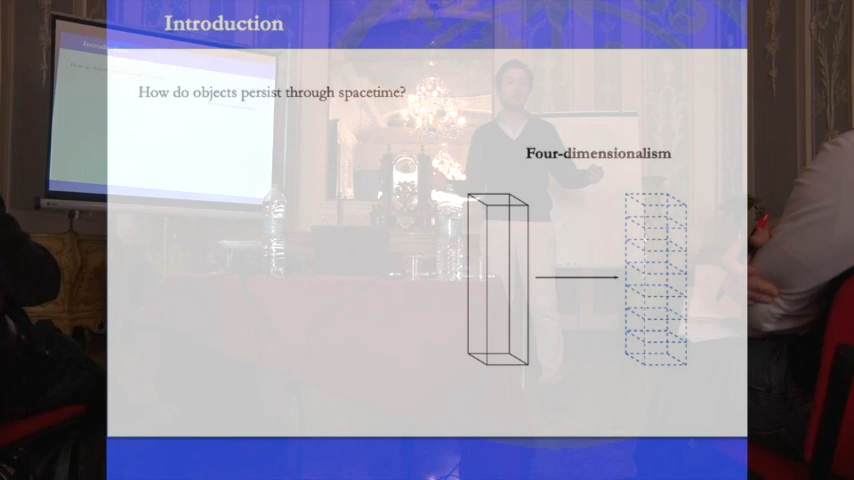 Introduction
How do objects persist through spacetime?
Four-dimensionalism